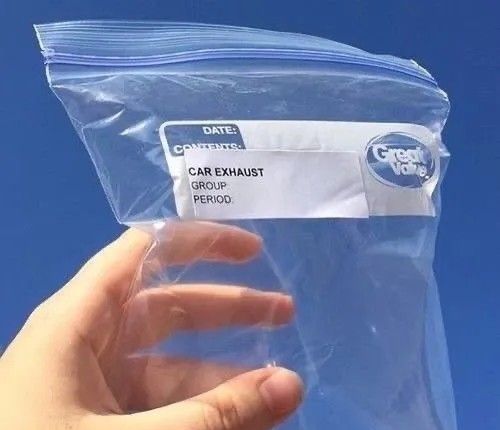 DATE:
CONTENTS:
Great
Value
CAR EXHAUST
GROUP
PERIOD: